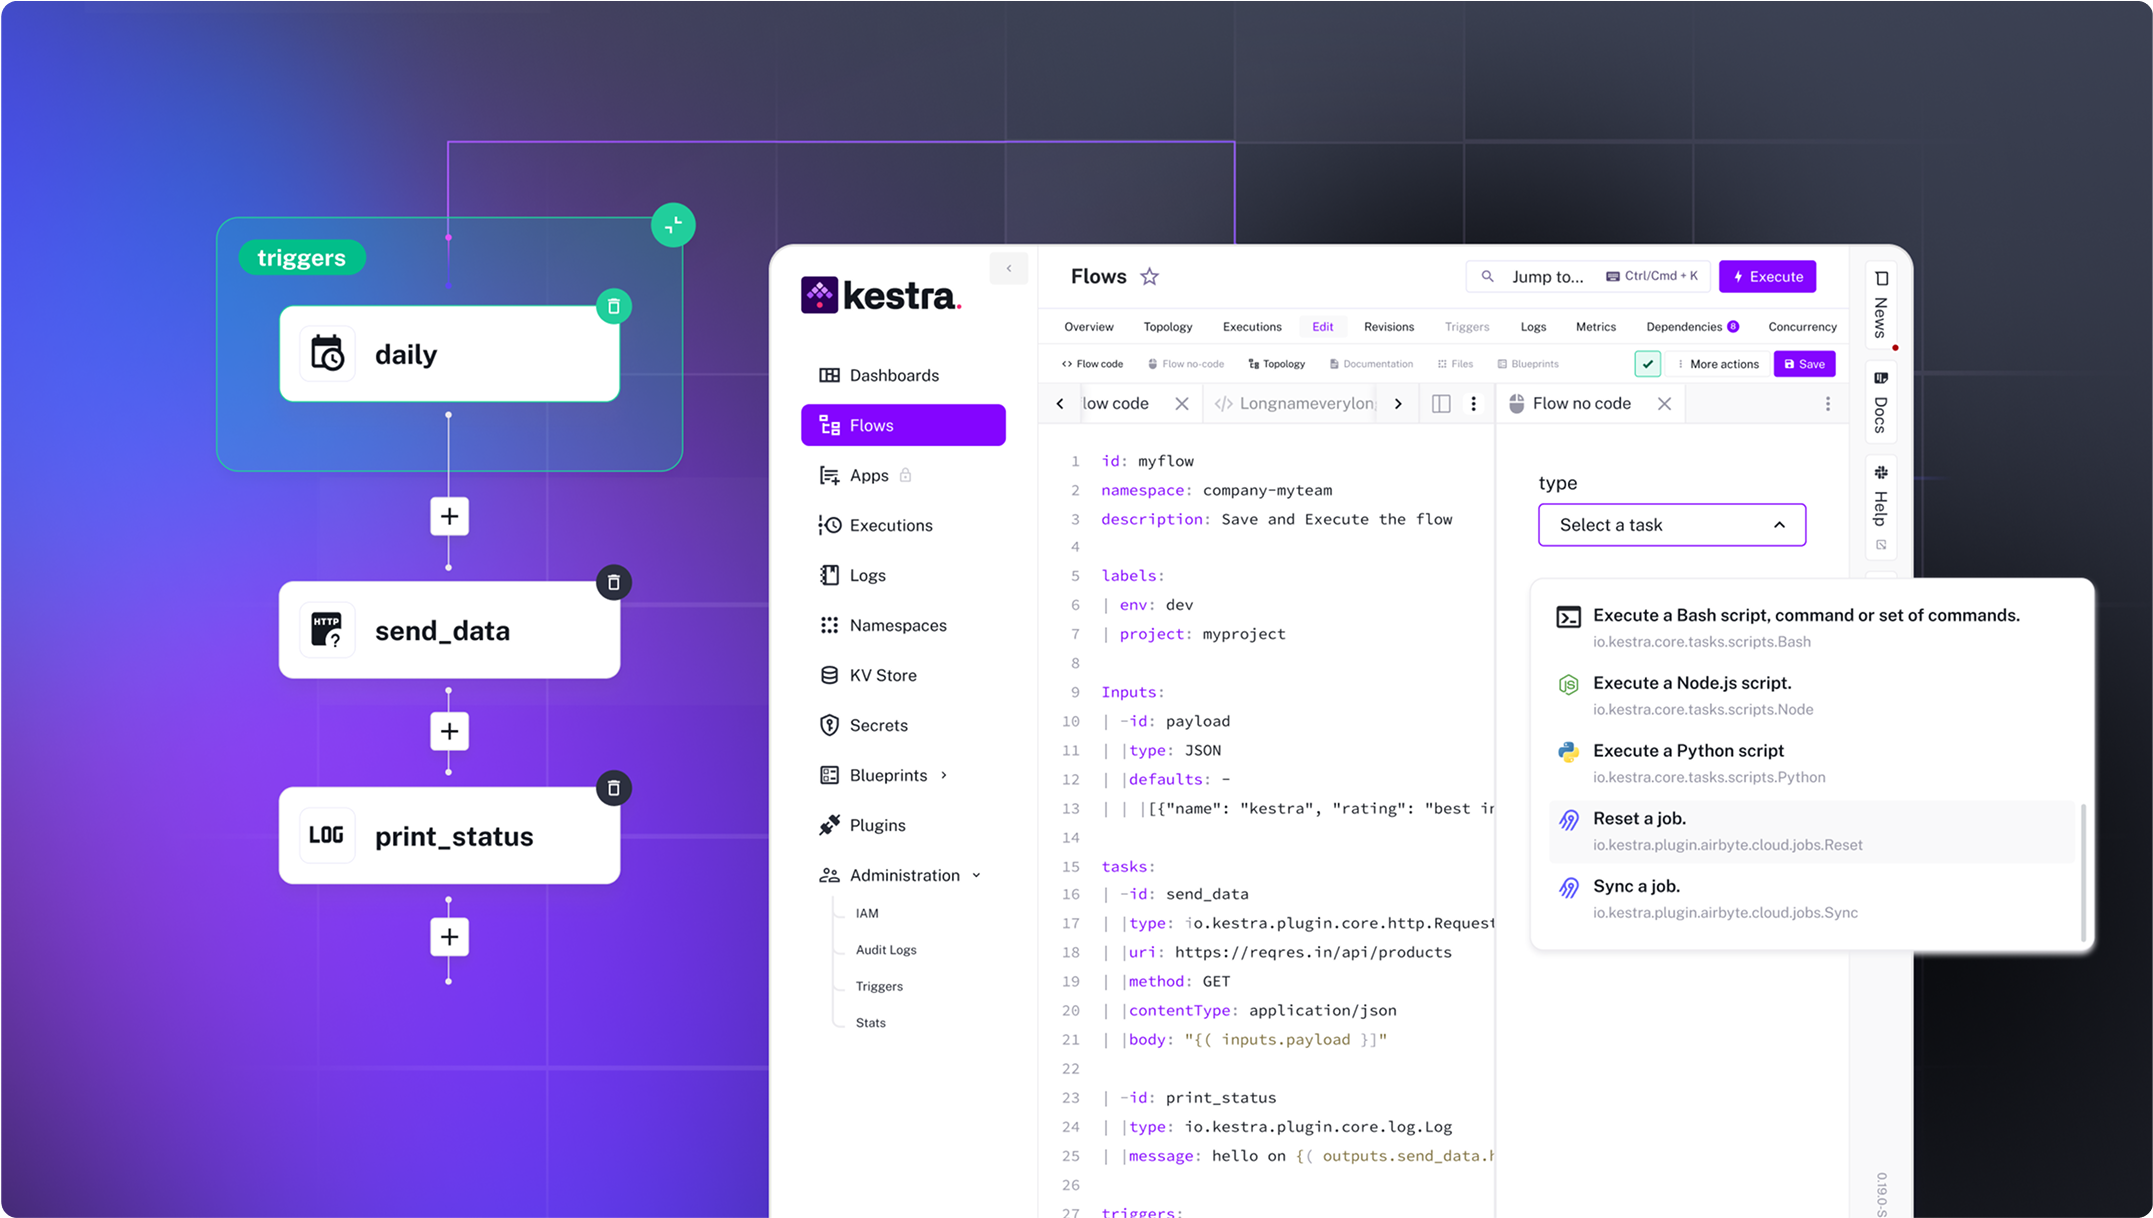 triggers
daily
HTTP
?
send_data
LOG
print_status
kestra.
Dashboards
Flows
Apps
Executions
Logs
Namespaces
KV Store
Secrets
Blueprints
Plugins
Administration
IAM
Audit Logs
Triggers
Stats
Flows
Jump to...
Ctrl/Cmd + K
Execute
Overview
Topology
Executions
Edit
Revisions
Triggers
Logs
Metrics
Dependencies 8
Concurrency
Flow code
Flow no-code
Topology
Documentation
Files
Blueprints
More actions
Save
low code
</> Longnameverylon
Flow no code
1 id: myflow
2 namespace: company-myteam
3 description: Save and Execute the flow
4
5 labels:
6 | env: dev
7 | project: myproject
8
9 Inputs:
10 | -id: payload
11 | |type: JSON
12 | |defaults: -
13 | | |[{"name": "kestra", "rating": "best in
14
15 tasks:
16 | -id: send_data
17 | |type: io.kestra.plugin.core.http.Request
18 | |uri: https://reqres.in/api/products
19 | |method: GET
20 | |contentType: application/json
21 | |body: "{( inputs.payload }]"
22
23 | -id: print_status
24 | |type: io.kestra.plugin.core.log.Log
25 | |message: hello on {( outputs.send_data.h
26
27 triggers:
type
Select a task
Execute a Bash script, command or set of commands.
io.kestra.core.tasks.scripts.Bash
JS
Execute a Node.js script.
io.kestra.core.tasks.scripts.Node
Execute a Python script
io.kestra.core.tasks.scripts.Python
Reset a job.
io.kestra.plugin.airbyte.cloud.jobs.Reset
Sync a job.
io.kestra.plugin.airbyte.cloud.jobs.Sync
News
Docs
Help
0.19.0-S